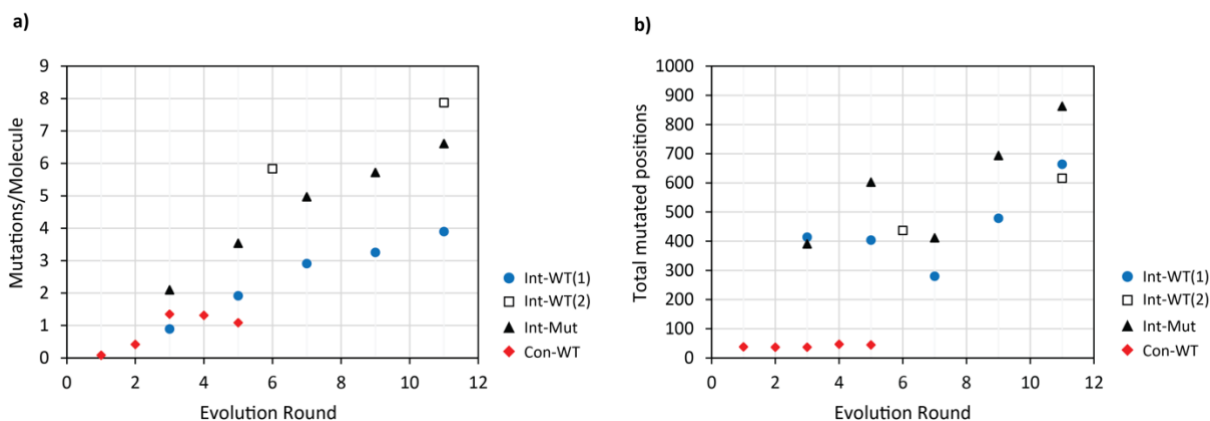 a)
9
8
7
6
5
4
3
2
1
0
0 2 4 6 8 10 12
Mutations/Molecule
Evolution Round
Int-WT(1)
Int-WT(2)
Int-Mut
Con-WT
b)
1000
900
800
700
600
500
400
300
200
100
0
0 2 4 6 8 10 12
Total mutated positions
Evolution Round
Int-WT(1)
Int-WT(2)
Int-Mut
Con-WT